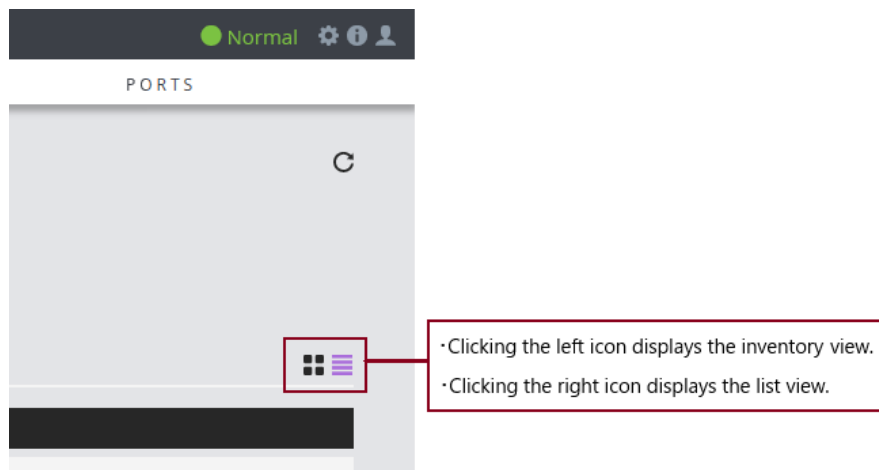 Normal
PORTS
·Clicking the left icon displays the inventory view.
·Clicking the right icon displays the list view.